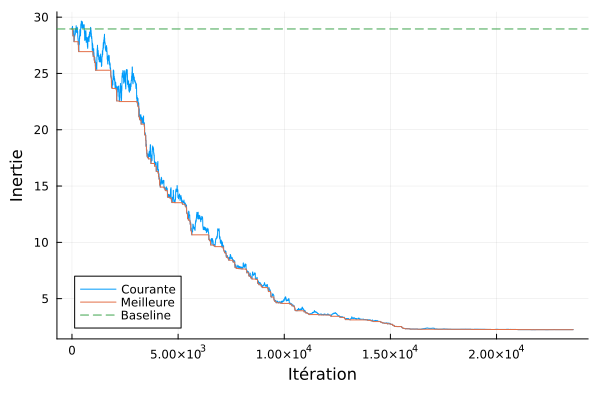 30
25
20
15
10
5
Inertie
Courante
Meilleure
Baseline
0
5.00×10³
1.00×10⁴
1.50×10⁴
2.00×10⁴
Itération